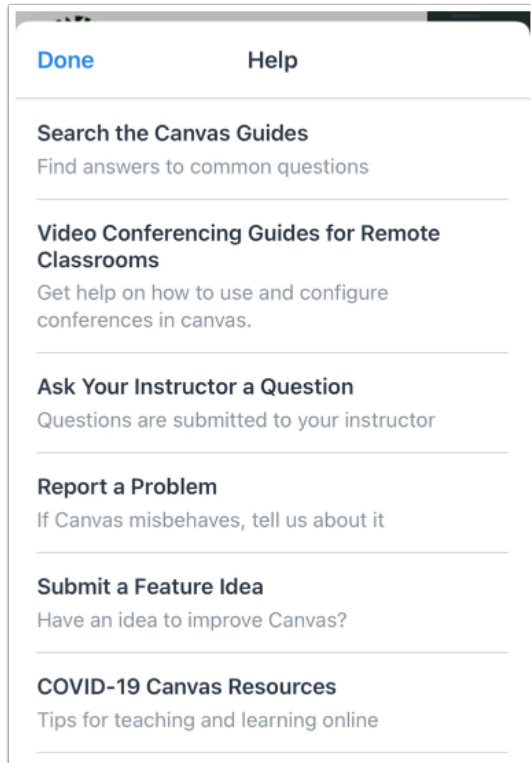 Done
Help
Search the Canvas Guides
Find answers to common questions
Video Conferencing Guides for Remote
Classrooms
Get help on how to use and configure
conferences in canvas.
Ask Your Instructor a Question
Questions are submitted to your instructor
Report a Problem
If Canvas misbehaves, tell us about it
Submit a Feature Idea
Have an idea to improve Canvas?
COVID-19 Canvas Resources
Tips for teaching and learning online